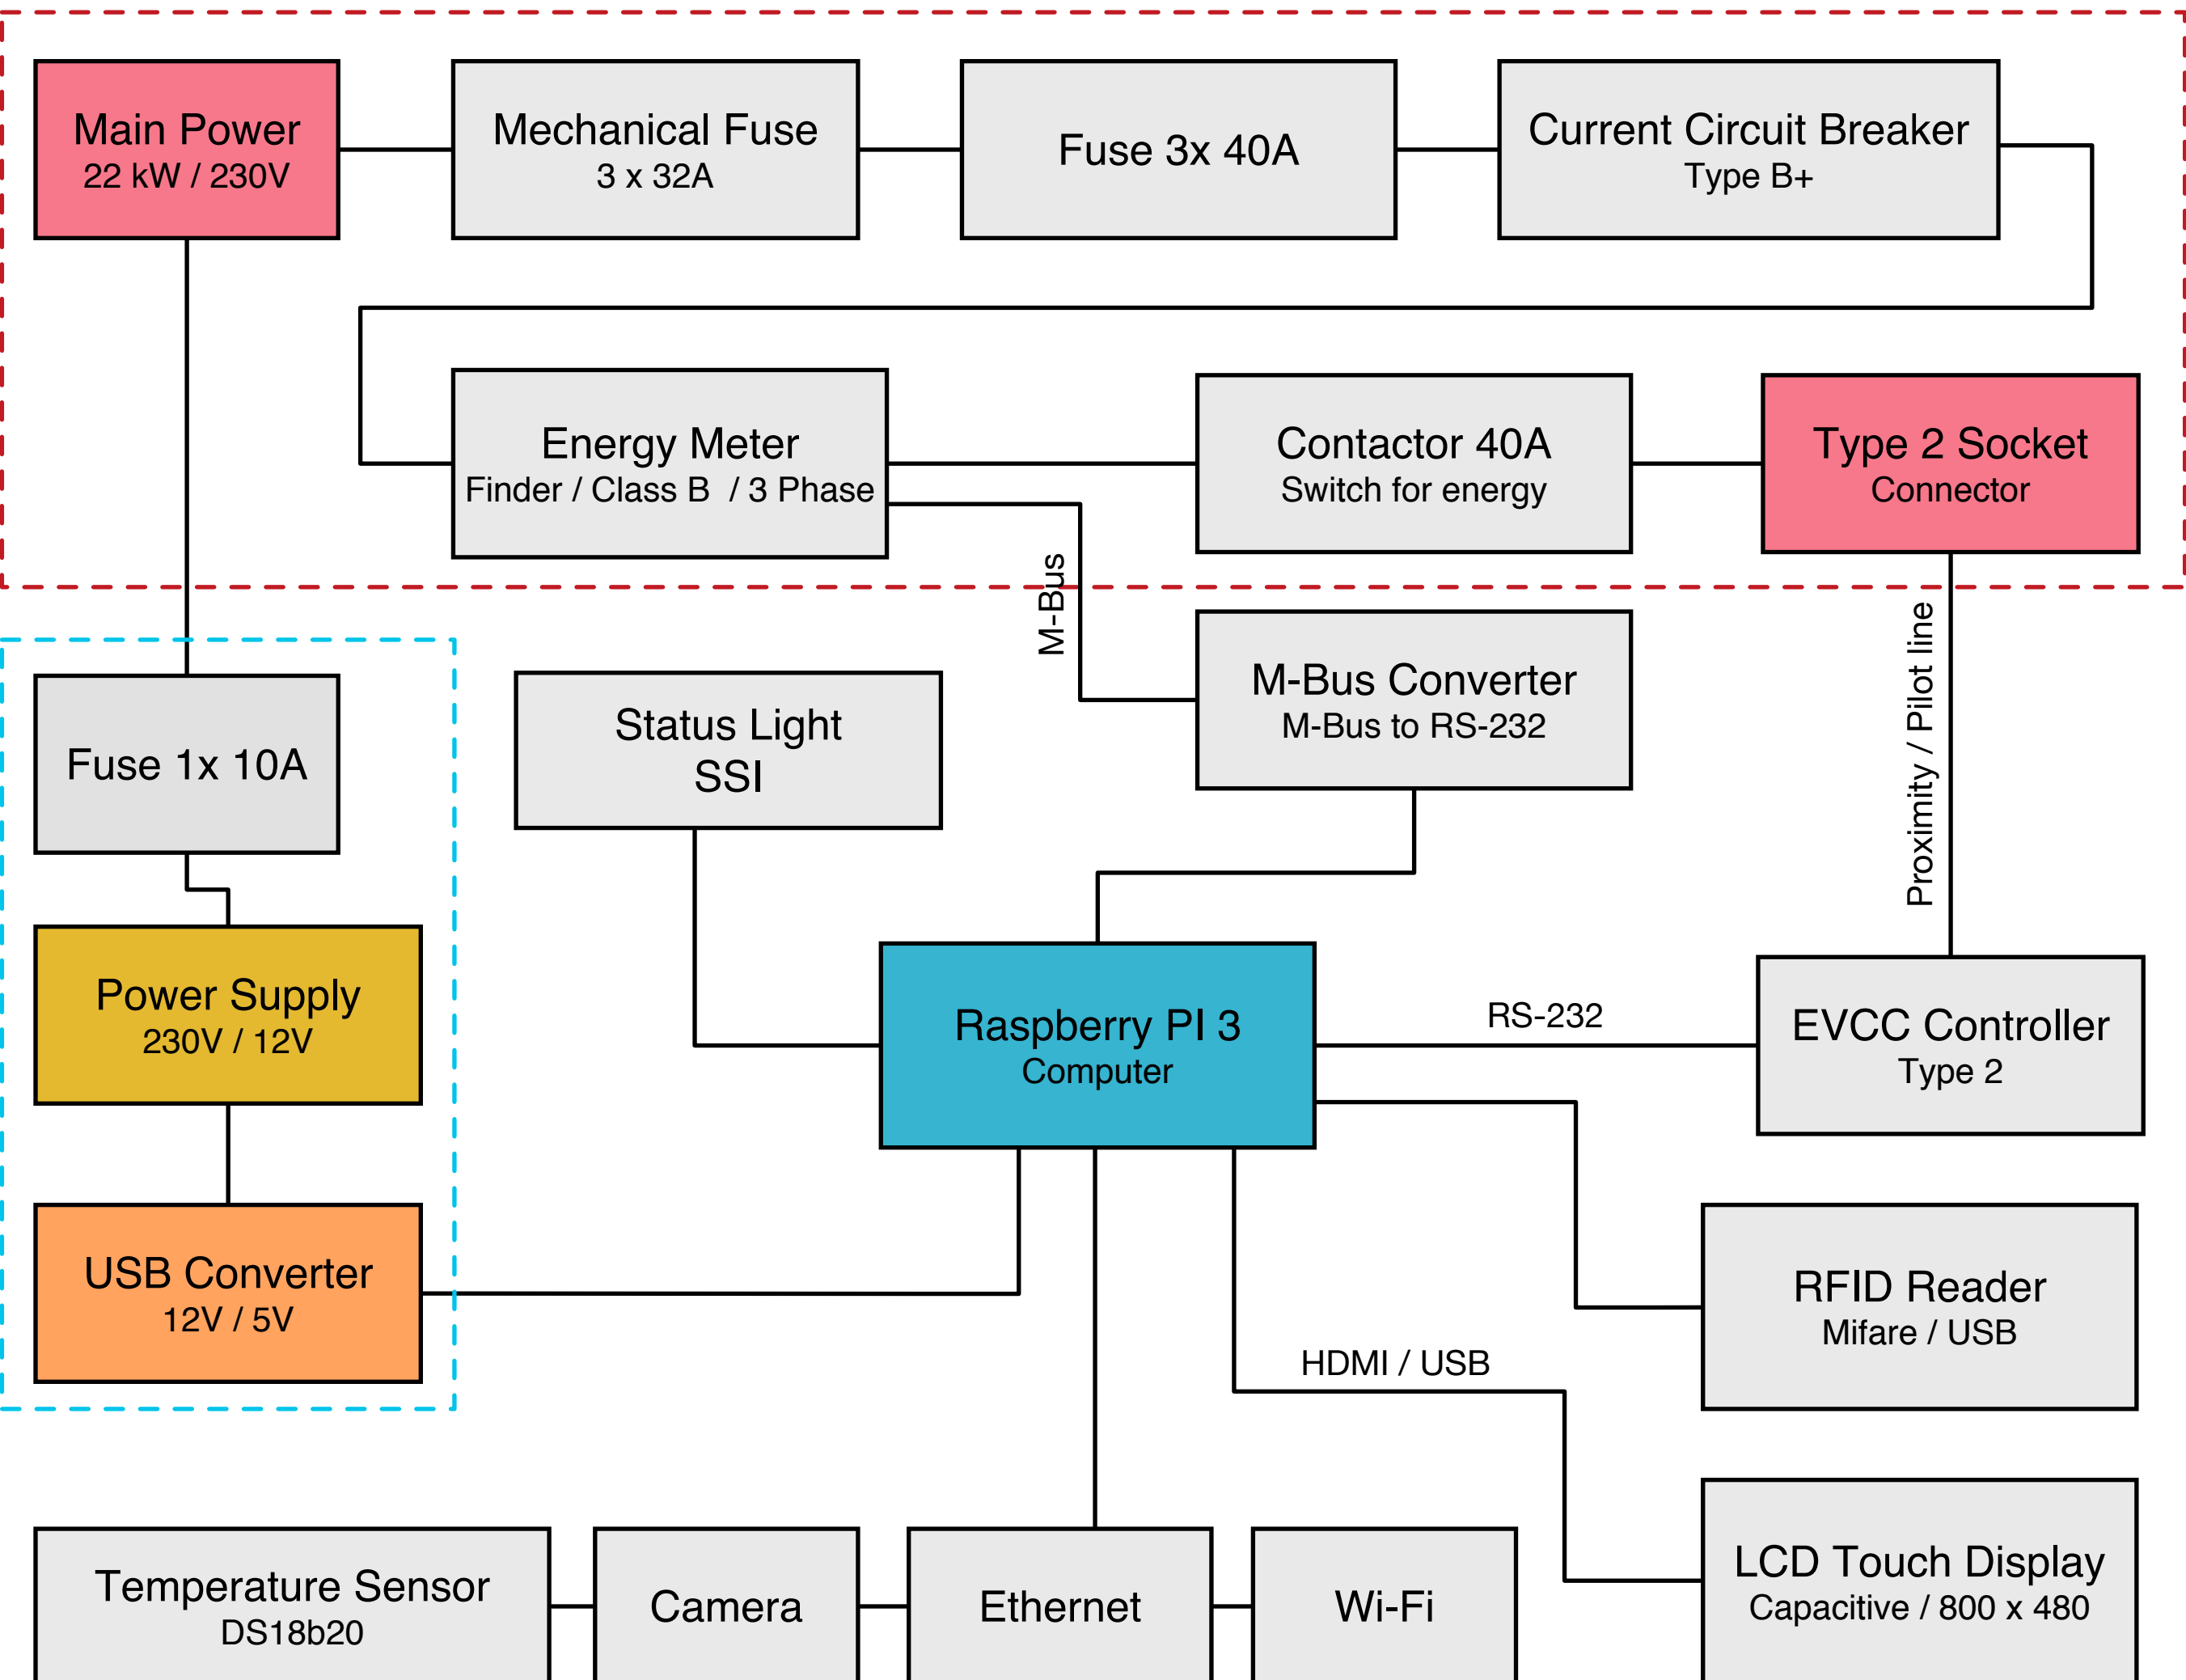 Main Power
22 kW / 230V
Mechanical Fuse
3 x 32A
Fuse 3x 40A
Current Circuit Breaker
Type B+
Energy Meter
Finder / Class B  / 3 Phase
Contactor 40A
Switch for energy
Type 2 Socket
Connector
M-Bus
Proximity / Pilot line
Fuse 1x 10A
Status Light
SSI
M-Bus Converter
M-Bus to RS-232
Power Supply
230V / 12V
Raspberry PI 3
Computer
RS-232
EVCC Controller
Type 2
USB Converter
12V / 5V
RFID Reader
Mifare / USB
HDMI / USB
Temperature Sensor
DS18b20
Camera
Ethernet
Wi-Fi
LCD Touch Display
Capacitive / 800 x 480